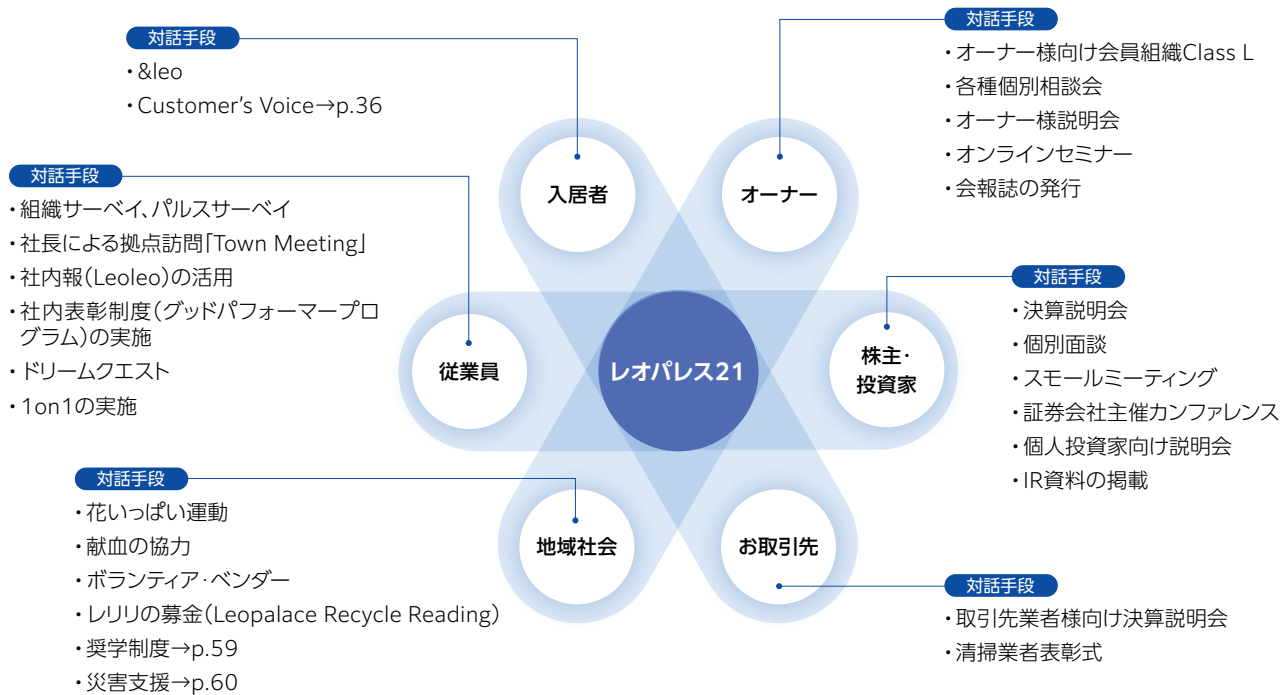 対話手段
・&leo
・Customer's Voice→p.36
入居者
対話手段
・オーナー様向け会員組織Class L
・各種個別相談会
・オーナー様説明会
・オンラインセミナー
・会報誌の発行
オーナー
対話手段
・組織サーベイ、パルスサーベイ
・社長による拠点訪問「Town Meeting」
・社内報(Leoleo)の活用
・社内表彰制度(グッドパフォーマープロ
グラム)の実施
・ドリームクエスト
・1on1の実施
従業員
レオパレス21
対話手段
・決算説明会
・個別面談
・スモールミーティング
・証券会社主催カンファレンス
・個人投資家向け説明会
・IR資料の掲載
株主・
投資家
対話手段
・花いっぱい運動
・献血の協力
・ボランティア・ベンダー
・レリリの募金(Leopalace Recycle Reading)
・奨学制度→p.59
・災害支援→p.60
地域社会
お取引先
対話手段
・取引先業者様向け決算説明会
・清掃業者表彰式